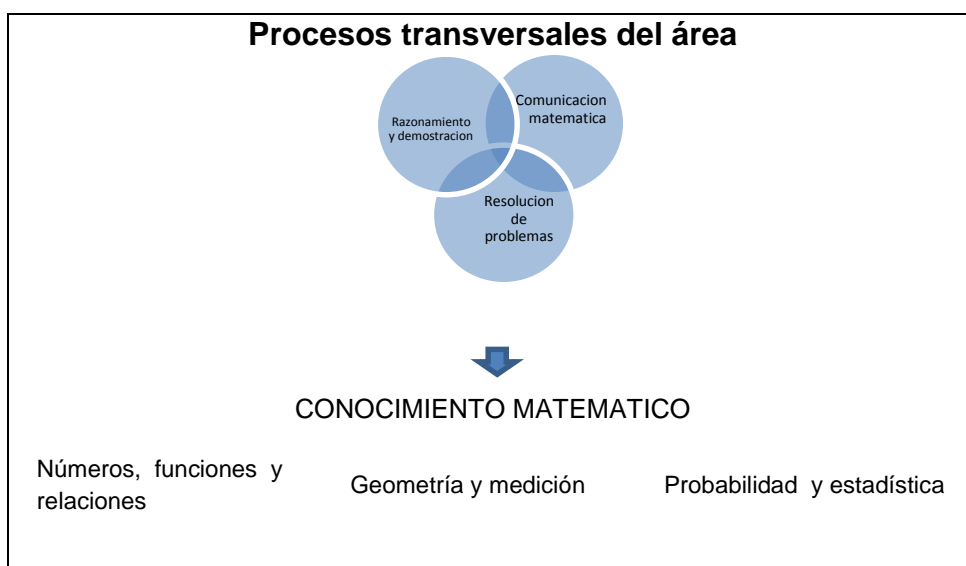 Procesos transversales del área
Comunicacion
matematica
Razonamiento
y demostracion
Resolucion
de
problemas
CONOCIMIENTO MATEMATICO
Números, funciones y
relaciones
Geometría y medición
Probabilidad y estadística